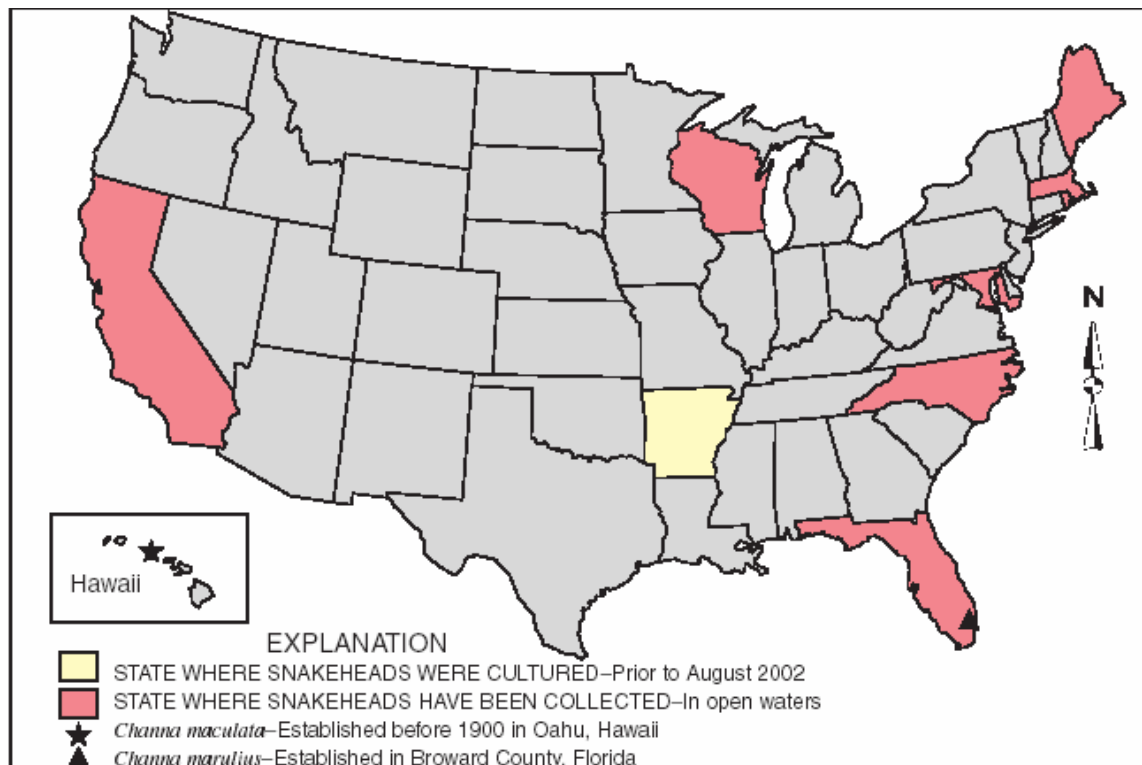 N
Hawaii
EXPLANATION
STATE WHERE SNAKEHEADS WERE CULTURED–Prior to August 2002
STATE WHERE SNAKEHEADS HAVE BEEN COLLECTED–In open waters
Channa maculata–Established before 1900 in Oahu, Hawaii
Channa marulius–Established in Broward County, Florida